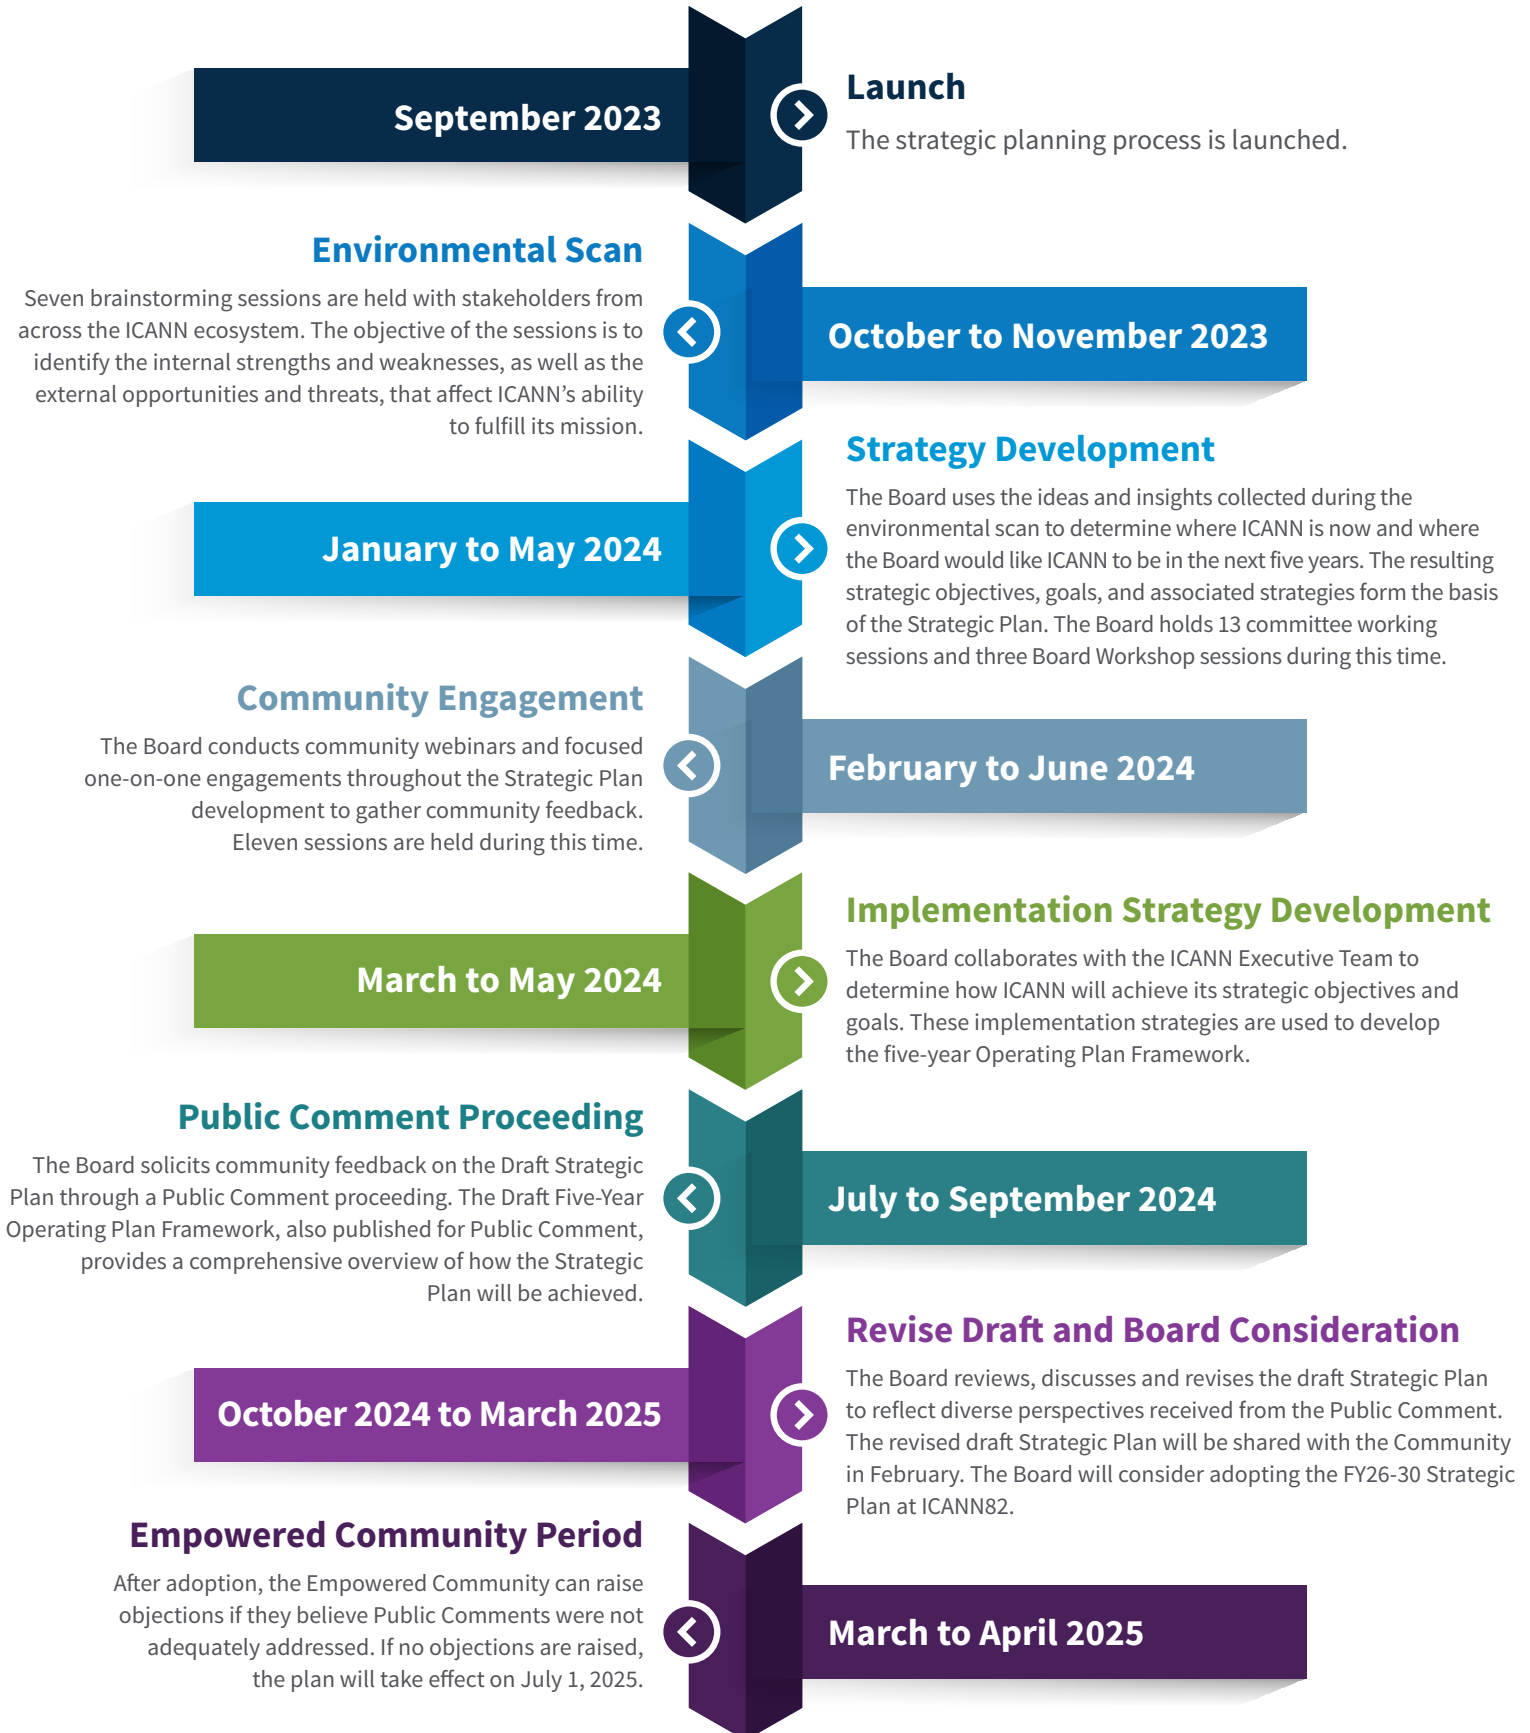 September 2023
Launch
The strategic planning process is launched.
Environmental Scan
Seven brainstorming sessions are held with stakeholders from
across the ICANN ecosystem. The objective of the sessions is to
identify the internal strengths and weaknesses, as well as the
external opportunities and threats, that affect ICANN’s ability
to fulfill its mission.
October to November 2023
January to May 2024
Strategy Development
The Board uses the ideas and insights collected during the
environmental scan to determine where ICANN is now and where
the Board would like ICANN to be in the next five years. The resulting
strategic objectives, goals, and associated strategies form the basis
of the Strategic Plan. The Board holds 13 committee working
sessions and three Board Workshop sessions during this time.
Community Engagement
The Board conducts community webinars and focused
one-on-one engagements throughout the Strategic Plan
development to gather community feedback.
Eleven sessions are held during this time.
February to June 2024
March to May 2024
Implementation Strategy Development
The Board collaborates with the ICANN Executive Team to
determine how ICANN will achieve its strategic objectives and
goals. These implementation strategies are used to develop
the five-year Operating Plan Framework.
Public Comment Proceeding
The Board solicits community feedback on the Draft Strategic
Plan through a Public Comment proceeding. The Draft Five-Year
Operating Plan Framework, also published for Public Comment,
provides a comprehensive overview of how the Strategic
Plan will be achieved.
July to September 2024
October 2024 to March 2025
Revise Draft and Board Consideration
The Board reviews, discusses and revises the draft Strategic Plan
to reflect diverse perspectives received from the Public Comment.
The revised draft Strategic Plan will be shared with the Community
in February. The Board will consider adopting the FY26-30 Strategic
Plan at ICANN82.
Empowered Community Period
After adoption, the Empowered Community can raise
objections if they believe Public Comments were not
adequately addressed. If no objections are raised,
the plan will take effect on July 1, 2025.
March to April 2025